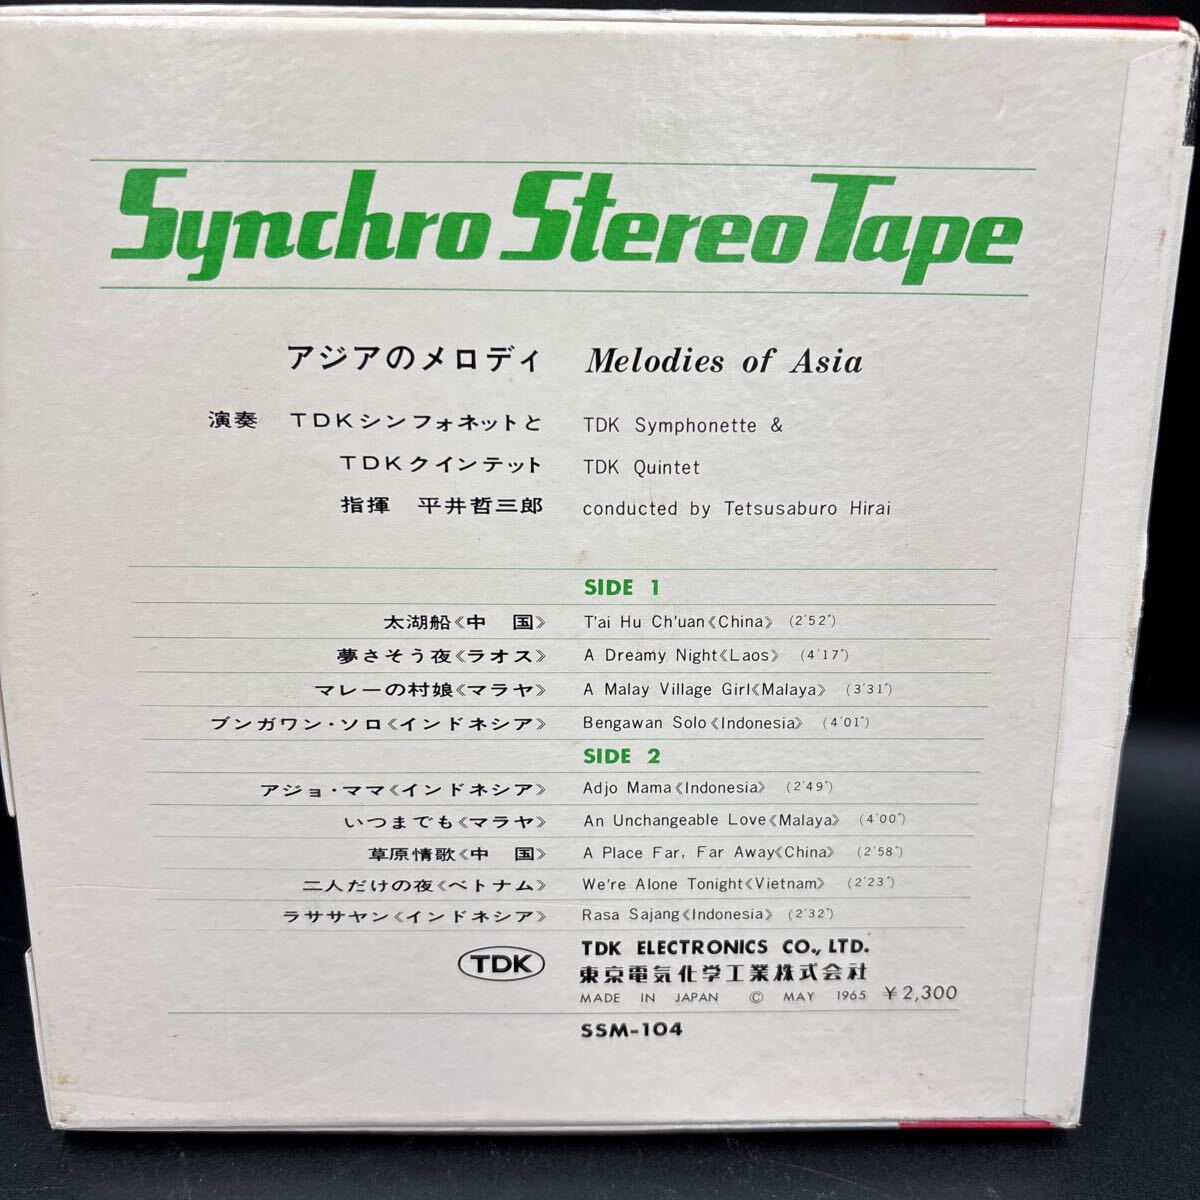 Synchro Stereo Tape
アジアのメロディ Melodies of Asia
演奏 TDKシンフォネットと TDK Symphonette &
TDKクインテット TDK Quintet
指揮 平井哲三郎 conducted by Tetsusaburo Hirai
SIDE 1
太湖船《中 国》 T'ai Hu Ch'uan《China》 (2'52")
夢さそう夜《ラオス》 A Dreamy Night《Laos》 (4'17")
マレーの村娘《マラヤ》 A Malay Village Girl《Malaya》 (3'31")
ブンガワン・ソロ《インドネシア》 Bengawan Solo《Indonesia》 (4'01")
SIDE 2
アジョ・ママ《インドネシア》 Adjo Mama《Indonesia》 (2'49")
いつまでも《マラヤ》 An Unchangeable Love《Malaya》 (4'00")
草原情歌《中 国》 A Place Far, Far Away《China》 (2'58")
二人だけの夜《ベトナム》 We're Alone Tonight《Vietnam》 (2'23")
ラササヤン《インドネシア》 Rasa Sajang《Indonesia》 (2'32")
TDK TDK ELECTRONICS CO., LTD.
東京電気化学工業株式会社
MADE IN JAPAN © MAY 1965 ¥2,300
SSM-104